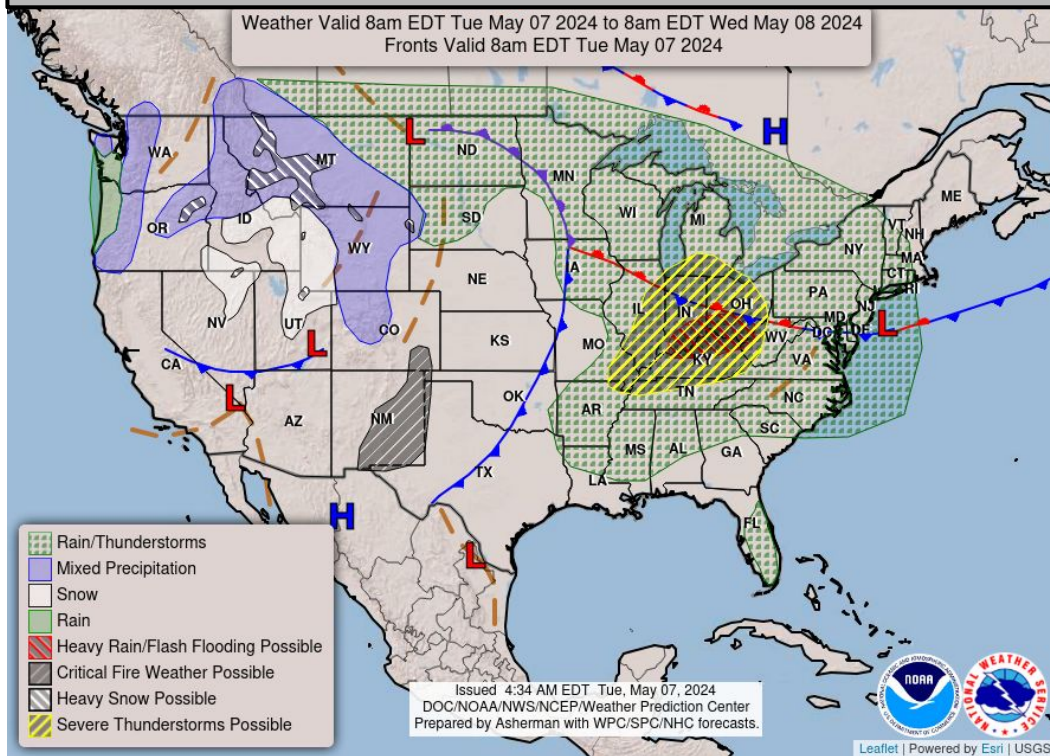 Weather Valid 8am EDT Tue May 07 2024 to 8am EDT Wed May 08 2024
Fronts Valid 8am EDT Tue May 07 2024
H
L
WA
MT
ND
MN
ME
OR
ID
WY
SD
WI
MI
VT
NH
NY
MA
CT
RI
NE
IA
IL
IN
OH
PA
NJ
MD
DE
DC
L
NV
UT
CO
KS
MO
KY
WV
VA
L
CA
L
AZ
NM
OK
AR
TN
NC
SC
TX
LA
MS
AL
GA
FL
H
L
Rain/Thunderstorms
Mixed Precipitation
Snow
Rain
Heavy Rain/Flash Flooding Possible
Critical Fire Weather Possible
Heavy Snow Possible
Severe Thunderstorms Possible
Issued 4:34 AM EDT Tue, May 07, 2024
DOC/NOAA/NWS/NCEP/Weather Prediction Center
Prepared by Asherman with WPC/SPC/NHC forecasts.
NOAA
NATIONAL WEATHER SERVICE
Leaflet | Powered by Esri | USGS